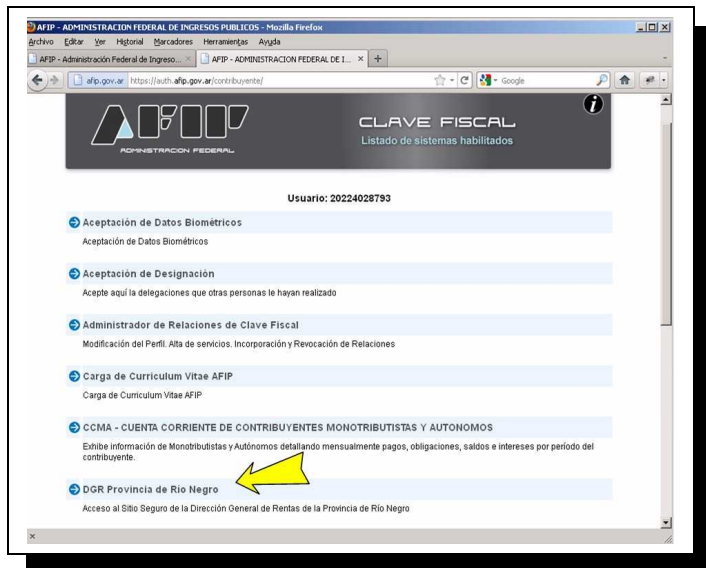 AFIP - ADMINISTRACION FEDERAL DE INGRESOS PUBLICOS - Mozilla Firefox
Archivo Editar Ver Historial Marcadores Herramientas Ayuda
AFIP - Administración Federal de Ingreso... AFIP - ADMINISTRACION FEDERAL DE I...
afip.gov.ar https://auth.afip.gov.ar/contribuyente/ Google
AFIP
ADMINISTRACION FEDERAL
CLAVE FISCAL
Listado de sistemas habilitados
i
Usuario: 20224028793
Aceptación de Datos Biométricos
Aceptación de Datos Biométricos
Aceptación de Designación
Acepte aquí la delegaciones que otras personas le hayan realizado
Administrador de Relaciones de Clave Fiscal
Modificación del Perfil. Alta de servicios. Incorporación y Revocación de Relaciones
Carga de Curriculum Vitae AFIP
Carga de Curriculum Vitae AFIP
CCMA - CUENTA CORRIENTE DE CONTRIBUYENTES MONOTRIBUTISTAS Y AUTONOMOS
Exhibe información de Monotributistas y Autónomos detallando mensualmente pagos, obligaciones, saldos e intereses por período del
contribuyente.
DGR Provincia de Río Negro
Acceso al Sitio Seguro de la Dirección General de Rentas de la Provincia de Río Negro